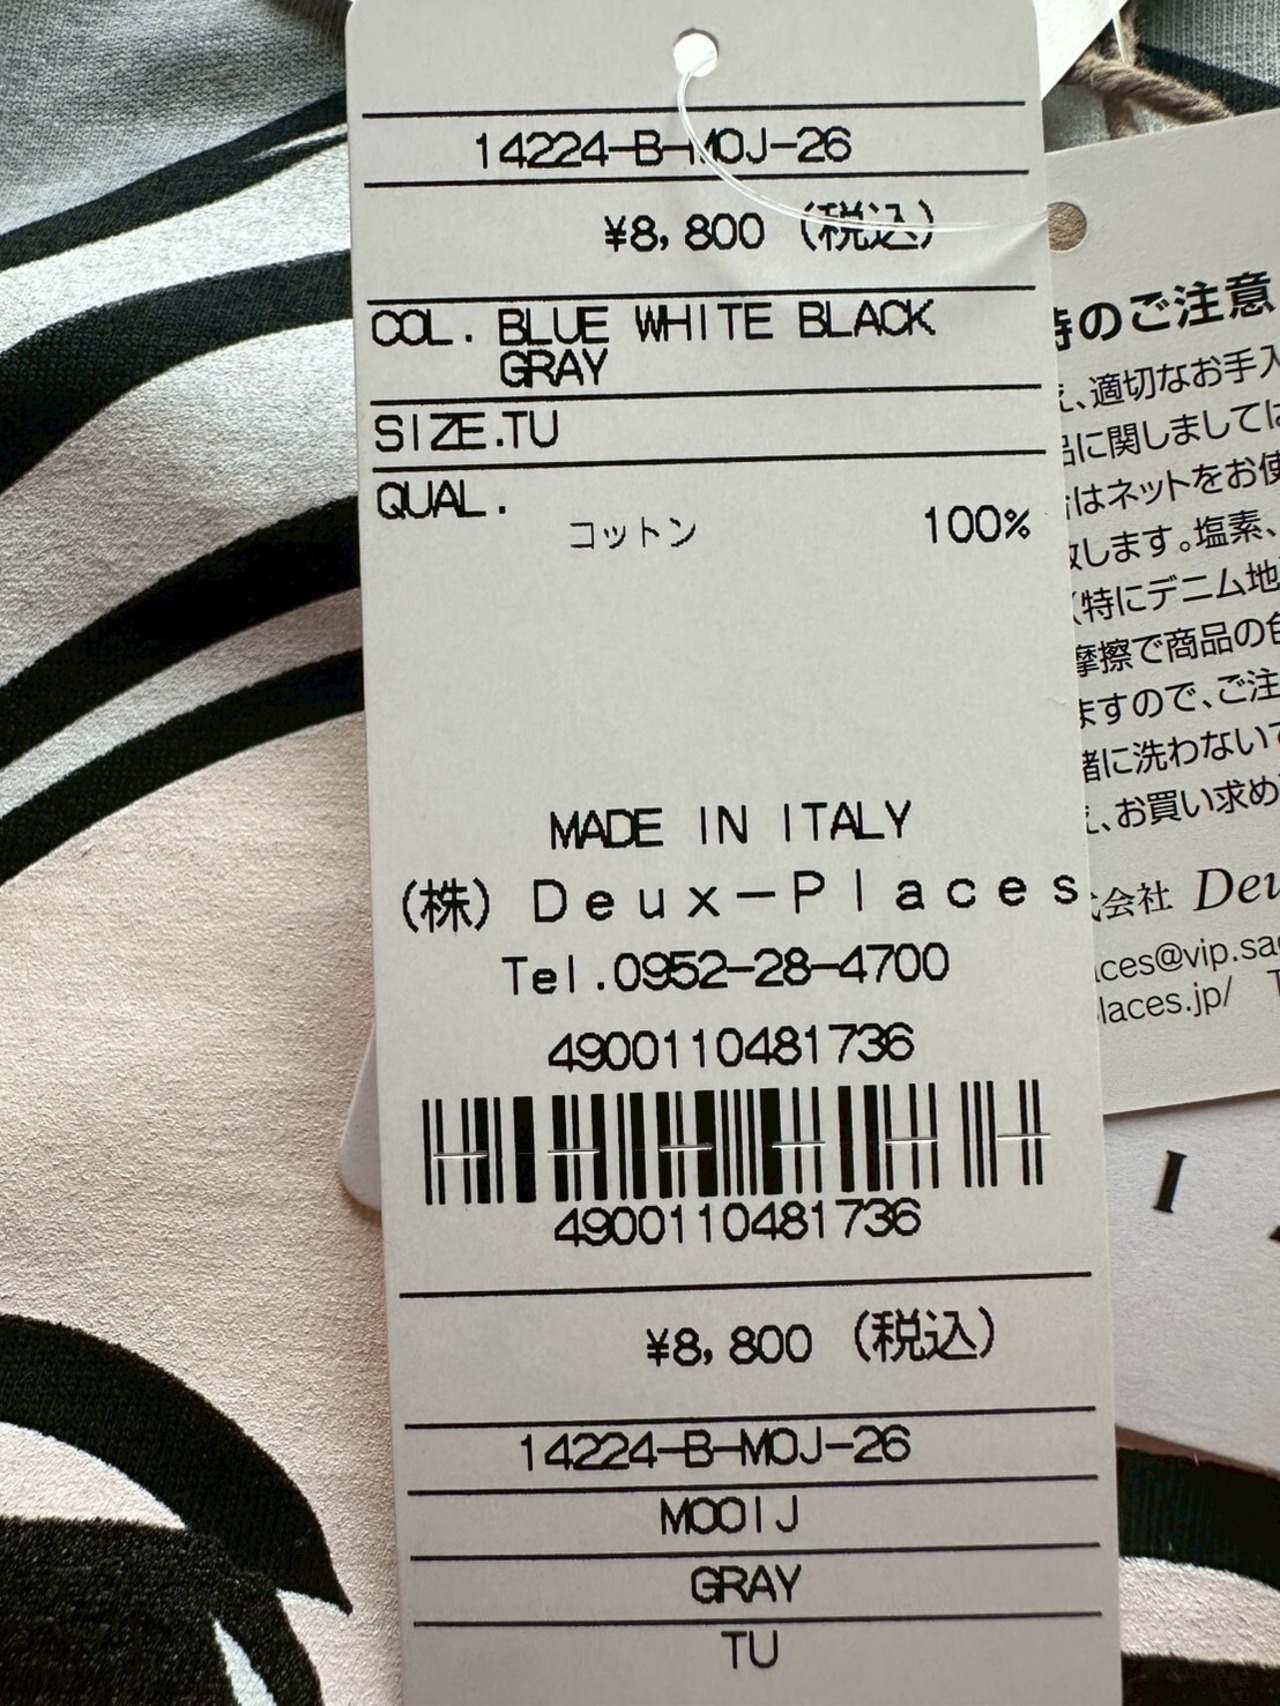 14224-B-MOJ-26
¥8,800 (税込)
COL. BLUE WHITE BLACK
GRAY
SIZE.TU
QUAL.
コットン 100%
MADE IN ITALY
(株) Deux-Places
Tel.0952-28-4700
4900110481736
4900110481736
¥8,800 (税込)
14224-B-MOJ-26
MOOIJ
GRAY
TU
のご注意
、適切なお手入
に関しましては
はネットをお使
します。塩素、
(特にデニム地
摩擦で商品の色
ますので、ご注
に洗わないで
、お買い求め
会社 Deu
aces@vip.sa
laces.jp/
I